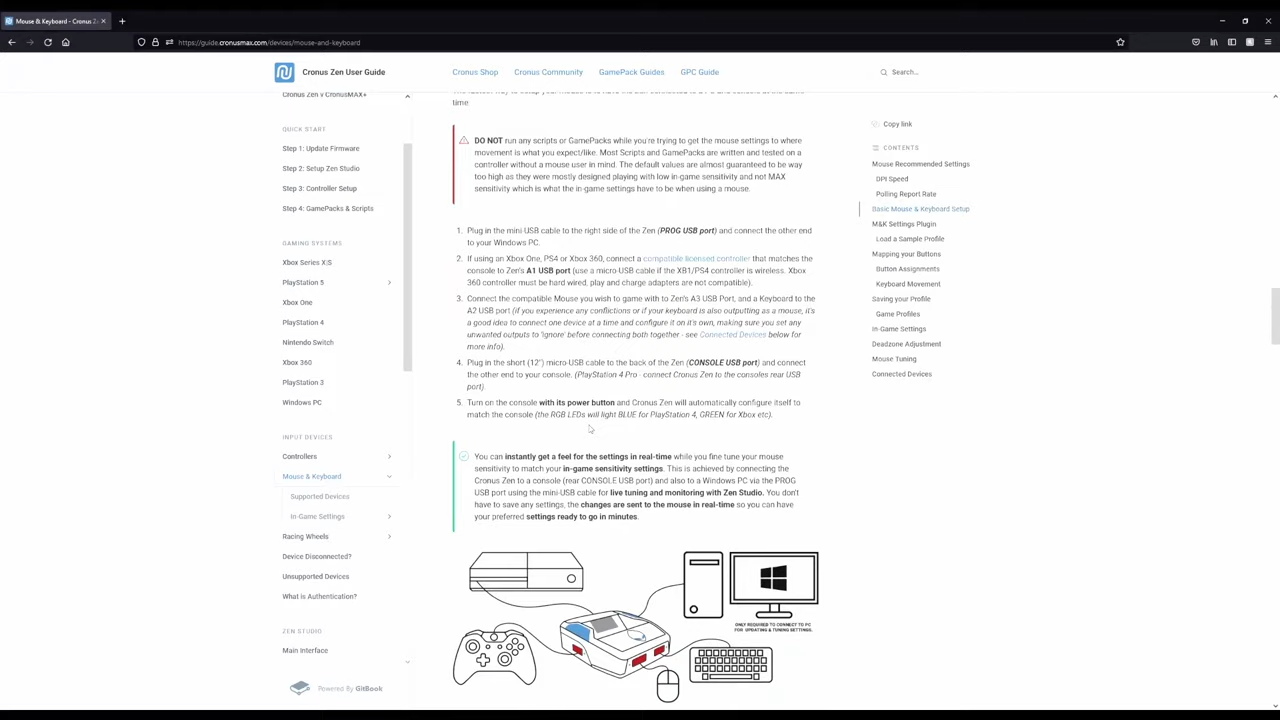 Mouse & Keyboard - Cronus Ze
https://guide.cronusmax.com/devices/mouse-and-keyboard
Cronus Zen User Guide
Cronus Shop
Cronus Community
GamePack Guides
GPC Guide
Search...
Cronus Zen v CronusMAX+
QUICK START
Step 1: Update Firmware
Step 2: Setup Zen Studio
Step 3: Controller Setup
Step 4: GamePacks & Scripts
GAMING SYSTEMS
Xbox Series X|S
PlayStation 5
Xbox One
PlayStation 4
Nintendo Switch
Xbox 360
PlayStation 3
Windows PC
INPUT DEVICES
Controllers
Mouse & Keyboard
Supported Devices
In-Game Settings
Racing Wheels
Device Disconnected?
Unsupported Devices
What is Authentication?
ZEN STUDIO
Main Interface
Powered By GitBook
time
DO NOT run any scripts or GamePacks while you're trying to get the mouse settings to where
movement is what you expect/like. Most Scripts and GamePacks are written and tested on a
controller without a mouse user in mind. The default values are almost guaranteed to be way
too high as they were mostly designed playing with low in-game sensitivity and not MAX
sensitivity which is what the in-game settings have to be when using a mouse.
1. Plug in the mini-USB cable to the right side of the Zen (PROG USB port) and connect the other end
to your Windows PC.
2. If using an Xbox One, PS4 or Xbox 360, connect a compatible licensed controller that matches the
console to Zen's A1 USB port (use a micro-USB cable if the XB1/PS4 controller is wireless. Xbox
360 controller must be hard wired, play and charge adapters are not compatible).
3. Connect the compatible Mouse you wish to game with to Zen's A3 USB Port, and a Keyboard to the
A2 USB port (if you experience any conflictions or if your keyboard is also outputting as a mouse, it's
a good idea to connect one device at a time and configure it on it's own, making sure you set any
unwanted outputs to 'ignore' before connecting both together - see Connected Devices below for
more info).
4. Plug in the short (12") micro-USB cable to the back of the Zen (CONSOLE USB port) and connect
the other end to your console. (PlayStation 4 Pro - connect Cronus Zen to the consoles rear USB
port).
5. Turn on the console with its power button and Cronus Zen will automatically configure itself to
match the console (the RGB LEDs will light BLUE for PlayStation 4, GREEN for Xbox etc).
You can instantly get a feel for the settings in real-time while you fine tune your mouse
sensitivity to match your in-game sensitivity settings. This is achieved by connecting the
Cronus Zen to a console (rear CONSOLE USB port) and also to a Windows PC via the PROG
USB port using the mini-USB cable for live tuning and monitoring with Zen Studio. You don't
have to save any settings, the changes are sent to the mouse in real-time so you can have
your preferred settings ready to go in minutes.
ONLY REQUIRED TO CONNECT TO PC
FOR UPDATING & TUNING SETTINGS.
Copy link
CONTENTS
Mouse Recommended Settings
DPI Speed
Polling Report Rate
Basic Mouse & Keyboard Setup
M&K Settings Plugin
Load a Sample Profile
Mapping your Buttons
Button Assignments
Keyboard Movement
Saving your Profile
Game Profiles
In-Game Settings
Deadzone Adjustment
Mouse Tuning
Connected Devices